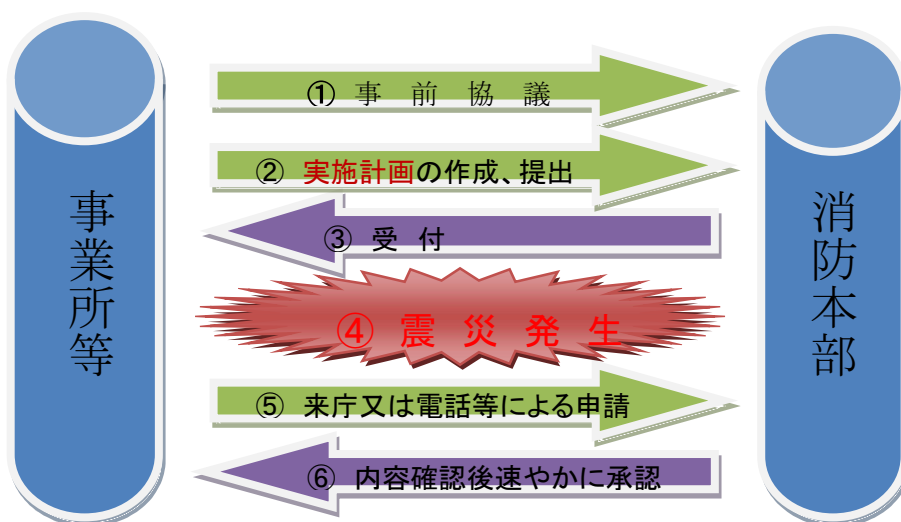 事業所等
① 事 前 協 議
② 実施計画の作成、提出
③ 受 付
④ 震 災 発 生
⑤ 来庁又は電話等による申請
⑥ 内容確認後速やかに承認
消防本部